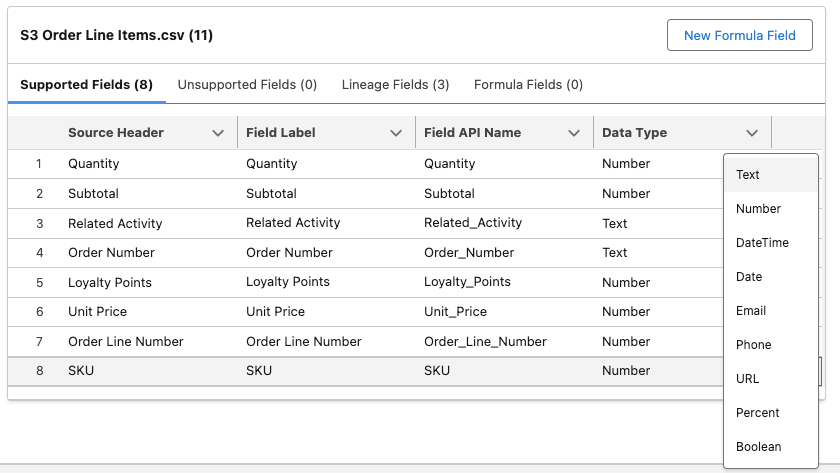 S3 Order Line Items.csv (11)
New Formula Field
Supported Fields (8) Unsupported Fields (0) Lineage Fields (3) Formula Fields (0)
Source Header Field Label Field API Name Data Type
1 Quantity Quantity Quantity Number
2 Subtotal Subtotal Subtotal Number
3 Related Activity Related Activity Related_Activity Text
4 Order Number Order Number Order_Number Text
5 Loyalty Points Loyalty Points Loyalty_Points Number
6 Unit Price Unit Price Unit_Price Number
7 Order Line Number Order Line Number Order_Line_Number Number
8 SKU SKU SKU Number
Text
Number
DateTime
Date
Email
Phone
URL
Percent
Boolean